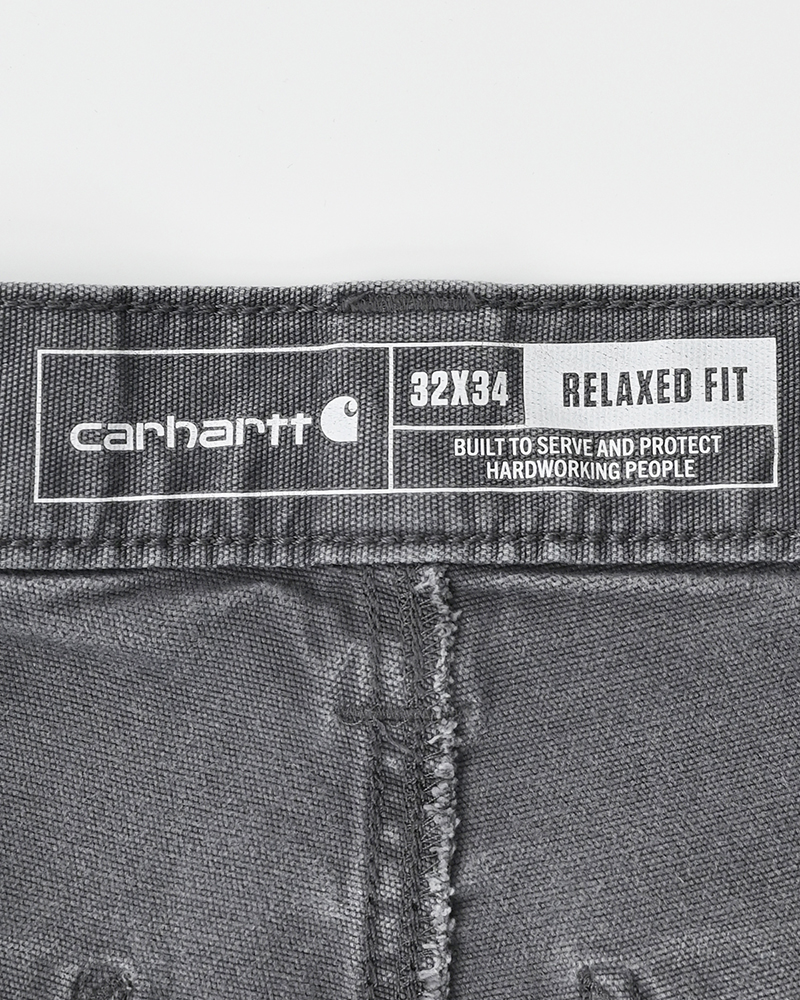 carhartt
32X34
RELAXED FIT
BUILT TO SERVE AND PROTECT
HARDWORKING PEOPLE